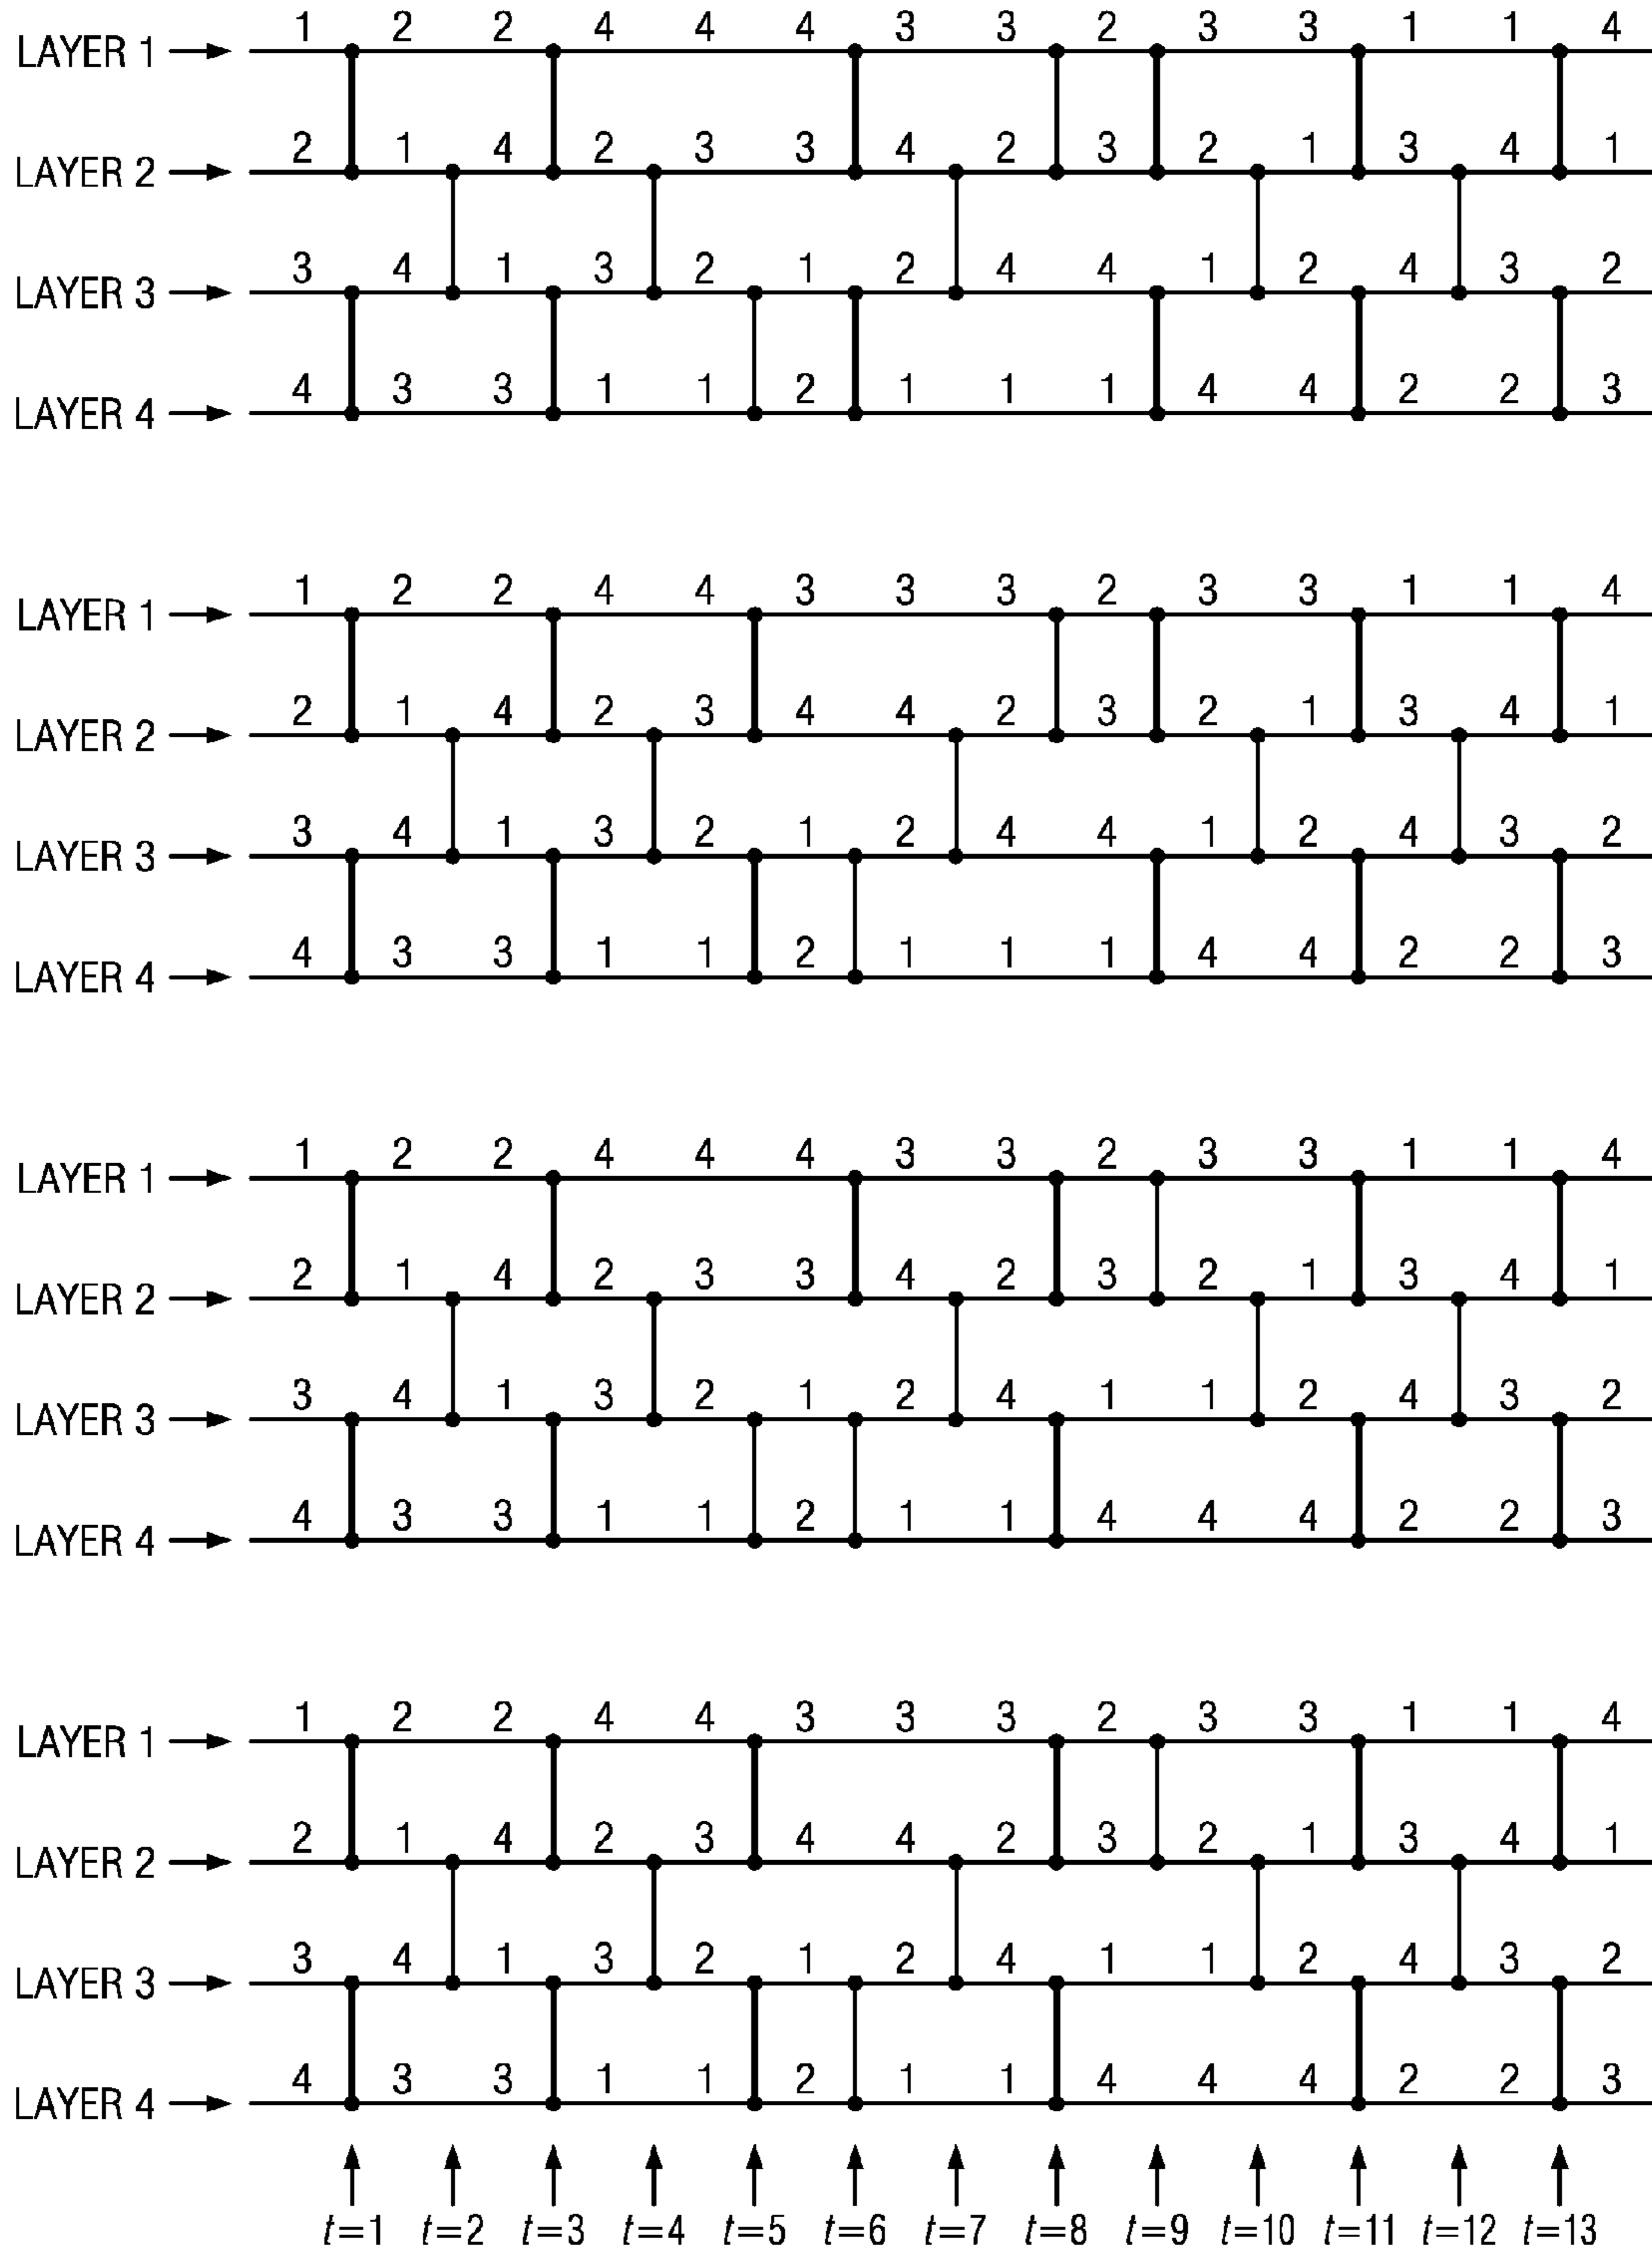 1 2 2 4 4 4 3 3 2 3 3 1 1 4
LAYER 1
2 1 4 2 3 3 4 2 3 2 1 3 4 1
LAYER 2
3 4 1 3 2 1 2 4 4 1 2 4 3 2
LAYER 3
4 3 3 1 1 2 1 1 1 4 4 2 2 3
LAYER 4
1 2 2 4 4 3 3 3 2 3 3 1 1 4
LAYER 1
2 1 4 2 3 4 4 2 3 2 1 3 4 1
LAYER 2
3 4 1 3 2 1 2 4 4 1 2 4 3 2
LAYER 3
4 3 3 1 1 2 1 1 1 4 4 2 2 3
LAYER 4
1 2 2 4 4 4 3 3 2 3 3 1 1 4
LAYER 1
2 1 4 2 3 3 4 2 3 2 1 3 4 1
LAYER 2
3 4 1 3 2 1 2 4 1 1 2 4 3 2
LAYER 3
4 3 3 1 1 2 1 1 4 4 4 2 2 3
LAYER 4
1 2 2 4 4 3 3 3 2 3 3 1 1 4
LAYER 1
2 1 4 2 3 4 4 2 3 2 1 3 4 1
LAYER 2
3 4 1 3 2 1 2 4 1 1 2 4 3 2
LAYER 3
4 3 3 1 1 2 1 1 4 4 4 2 2 3
LAYER 4
t=1 t=2 t=3 t=4 t=5 t=6 t=7 t=8 t=9 t=10 t=11 t=12 t=13